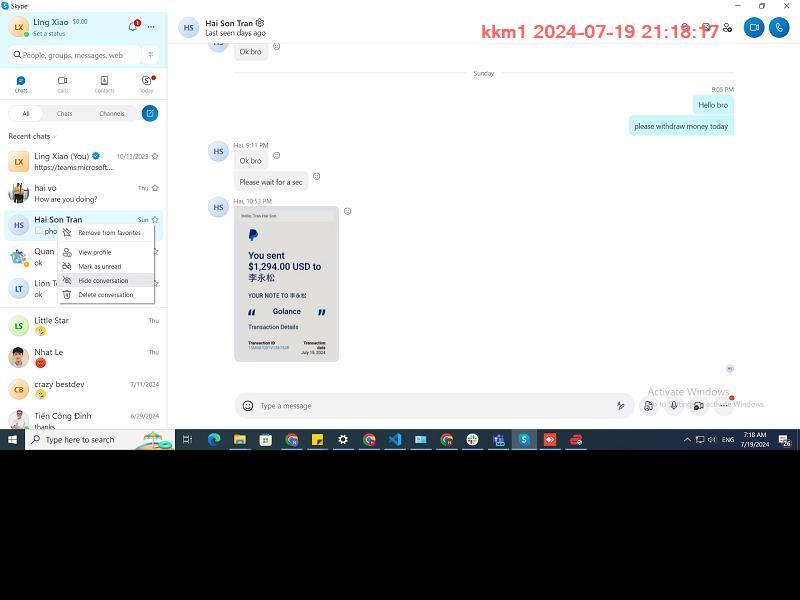 Skype
LX
Ling Xiao
$0.00
Set a status
1
People, groups, messages, web
Chats
Calls
Contacts
Today
All
Chats
Channels
Recent chats
LX
Ling Xiao (You)
10/13/2023
https://teams.microsoft....
hai vo
Thu
How are you doing?
HS
Hai Son Tran
Sun
pho
Remove from favorites
View profile
Mark as unread
Hide conversation
Delete conversation
Quan
ok
LT
Lion T
ok
LS
Little Star
Thu
Nhat Le
Thu
CB
crazy bestdev
7/11/2024
Tiến Công Đinh
6/29/2024
thanks
HS
Hai Son Tran
Last seen days ago
kkm1 2024-07-19 21:18:17
HS
Ok bro
Sunday
9:05 PM
Hello bro
please withdraw money today
HS
Hai, 9:11 PM
Ok bro
Please wait for a sec
HS
Hai, 10:53 PM
Hello, Tran Hai Son
You sent
$1,294.00 USD to
李永松
YOUR NOTE TO 李永松
“ Golance ”
Transaction Details
Transaction ID
Transaction
date
July 15, 2024
HS
Type a message
Activate Windows
Go to Settings to activate Windows.
Type here to search
ENG
7:18 AM
7/19/2024
26